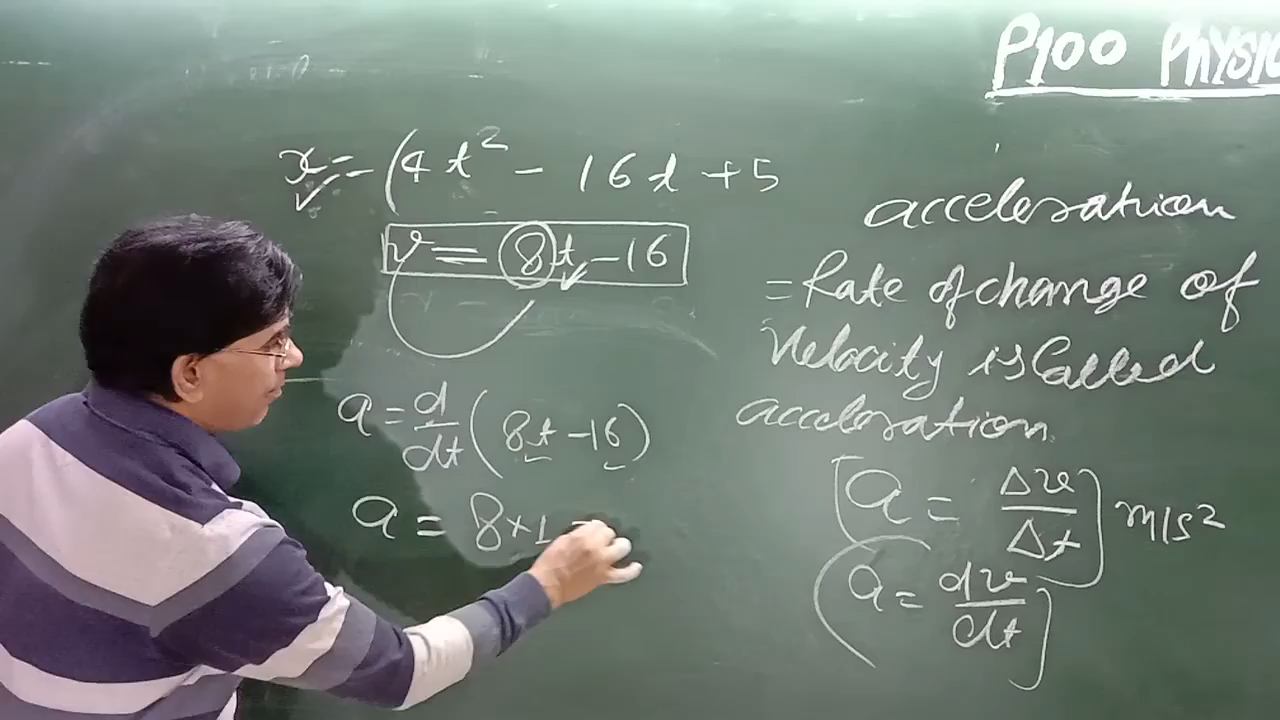 P100 PHYSIC
x = - (4t² - 16t + 5
v = 8t - 16
a = d/dt (8t - 16)
a = 8×1 -
acceleration
= Rate of change of
Velocity is Called
acceleration.
[a = Δv/Δt] m/s²
(a = dv/dt]